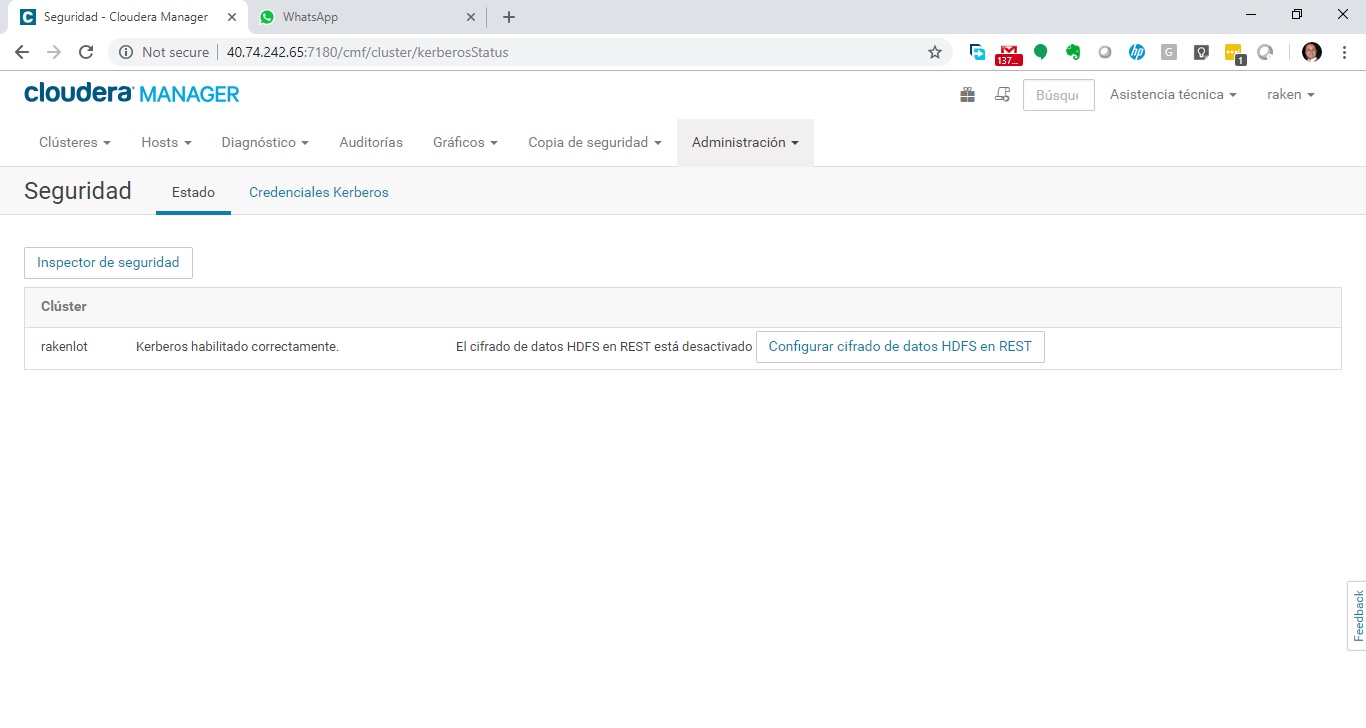 Seguridad - Cloudera Manager
WhatsApp
Not secure 40.74.242.65:7180/cmf/cluster/kerberosStatus
137...
hp
G
1
cloudera MANAGER
Búsqu
Asistencia técnica
raken
Clústeres Hosts Diagnóstico Auditorías Gráficos Copia de seguridad Administración
Seguridad Estado Credenciales Kerberos
Inspector de seguridad
Clúster
rakenlot Kerberos habilitado correctamente. El cifrado de datos HDFS en REST está desactivado Configurar cifrado de datos HDFS en REST
Feedback